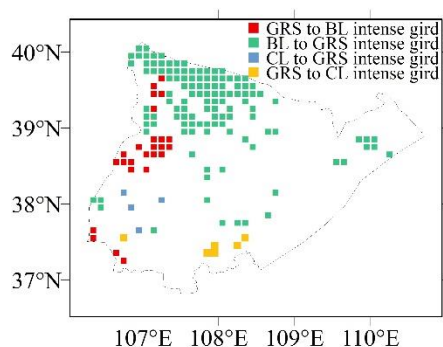 GRS to BL intense gird
BL to GRS intense gird
CL to GRS intense gird
GRS to CL intense gird
40°N
39°N
38°N
37°N
107°E 108°E 109°E 110°E